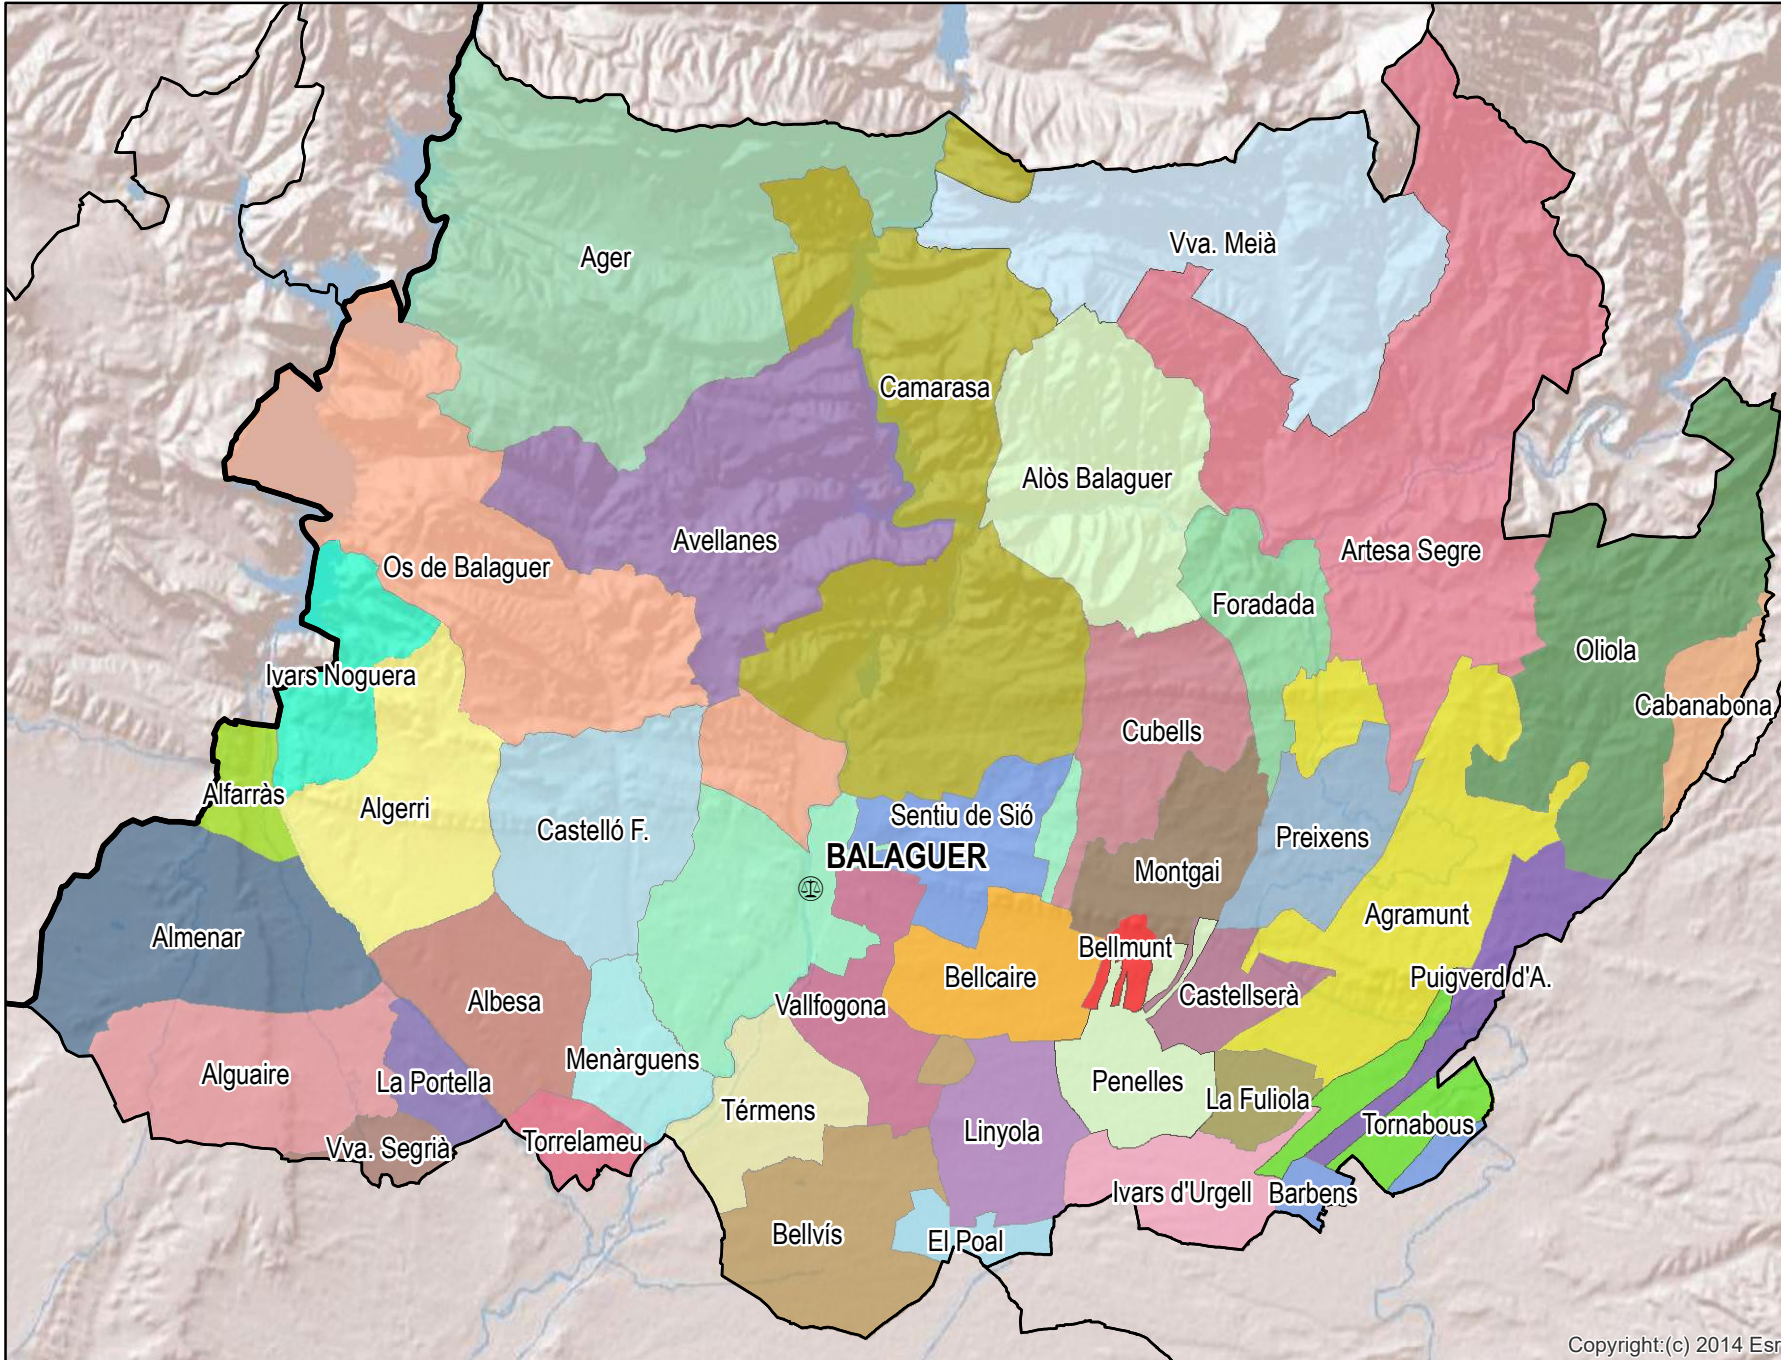 Ager
Vva. Meià
Camarasa
Alòs Balaguer
Avellanes
Artesa Segre
Os de Balaguer
Foradada
Oliola
Ivars Noguera
Cabanabona
Cubells
Alfarràs
Algerri
Castelló F.
Sentiu de Sió
Preixens
BALAGUER
Montgai
Agramunt
Almenar
Bellmunt
Bellcaire
Puigverd d'A.
Castellserà
Albesa
Vallfogona
Menàrguens
Alguaire
La Portella
Penelles
La Fuliola
Térmens
Tornabous
Linyola
Torrelameu
Vva. Segrià
Ivars d'Urgell
Barbens
Bellvís
El Poal
Copyright:(c) 2014 Esr